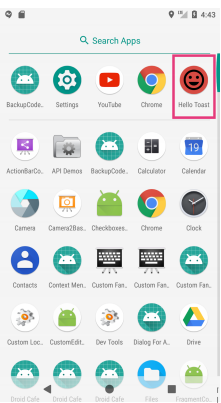 4:43
Search Apps
BackupCode.. Settings YouTube Chrome Hello Toast
ActionBarCo.. API Demos BackupCode.. Calculator Calendar
19
Camera Camera2Bas.. Checkboxes.. Chrome Clock
Contacts Context Men.. Custom Fan.. Custom Fan.. Custom Fan..
Custom Loc.. CustomEdit.. Dev Tools Dialog For A.. Drive
Droid Cafe Droid Cafe Droid Cafe Files FragmentCo..